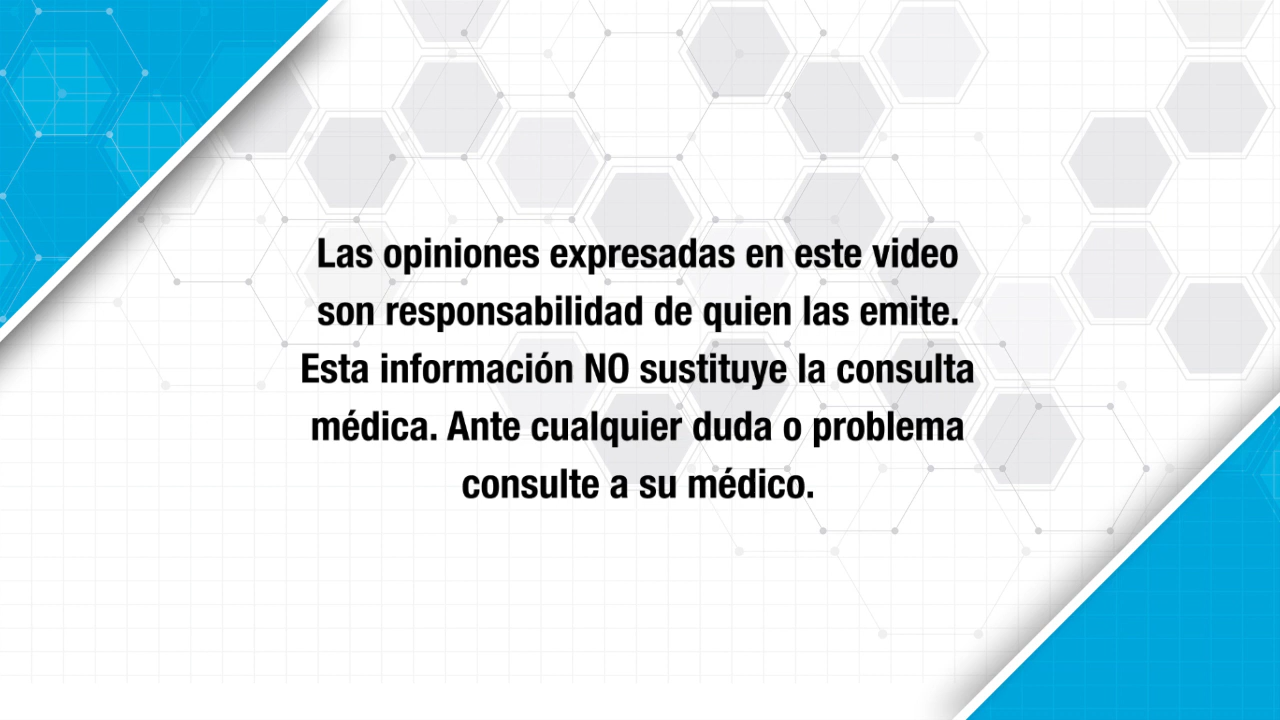 Las opiniones expresadas en este video
son responsabilidad de quien las emite.
Esta información NO sustituye la consulta
médica. Ante cualquier duda o problema
consulte a su médico.